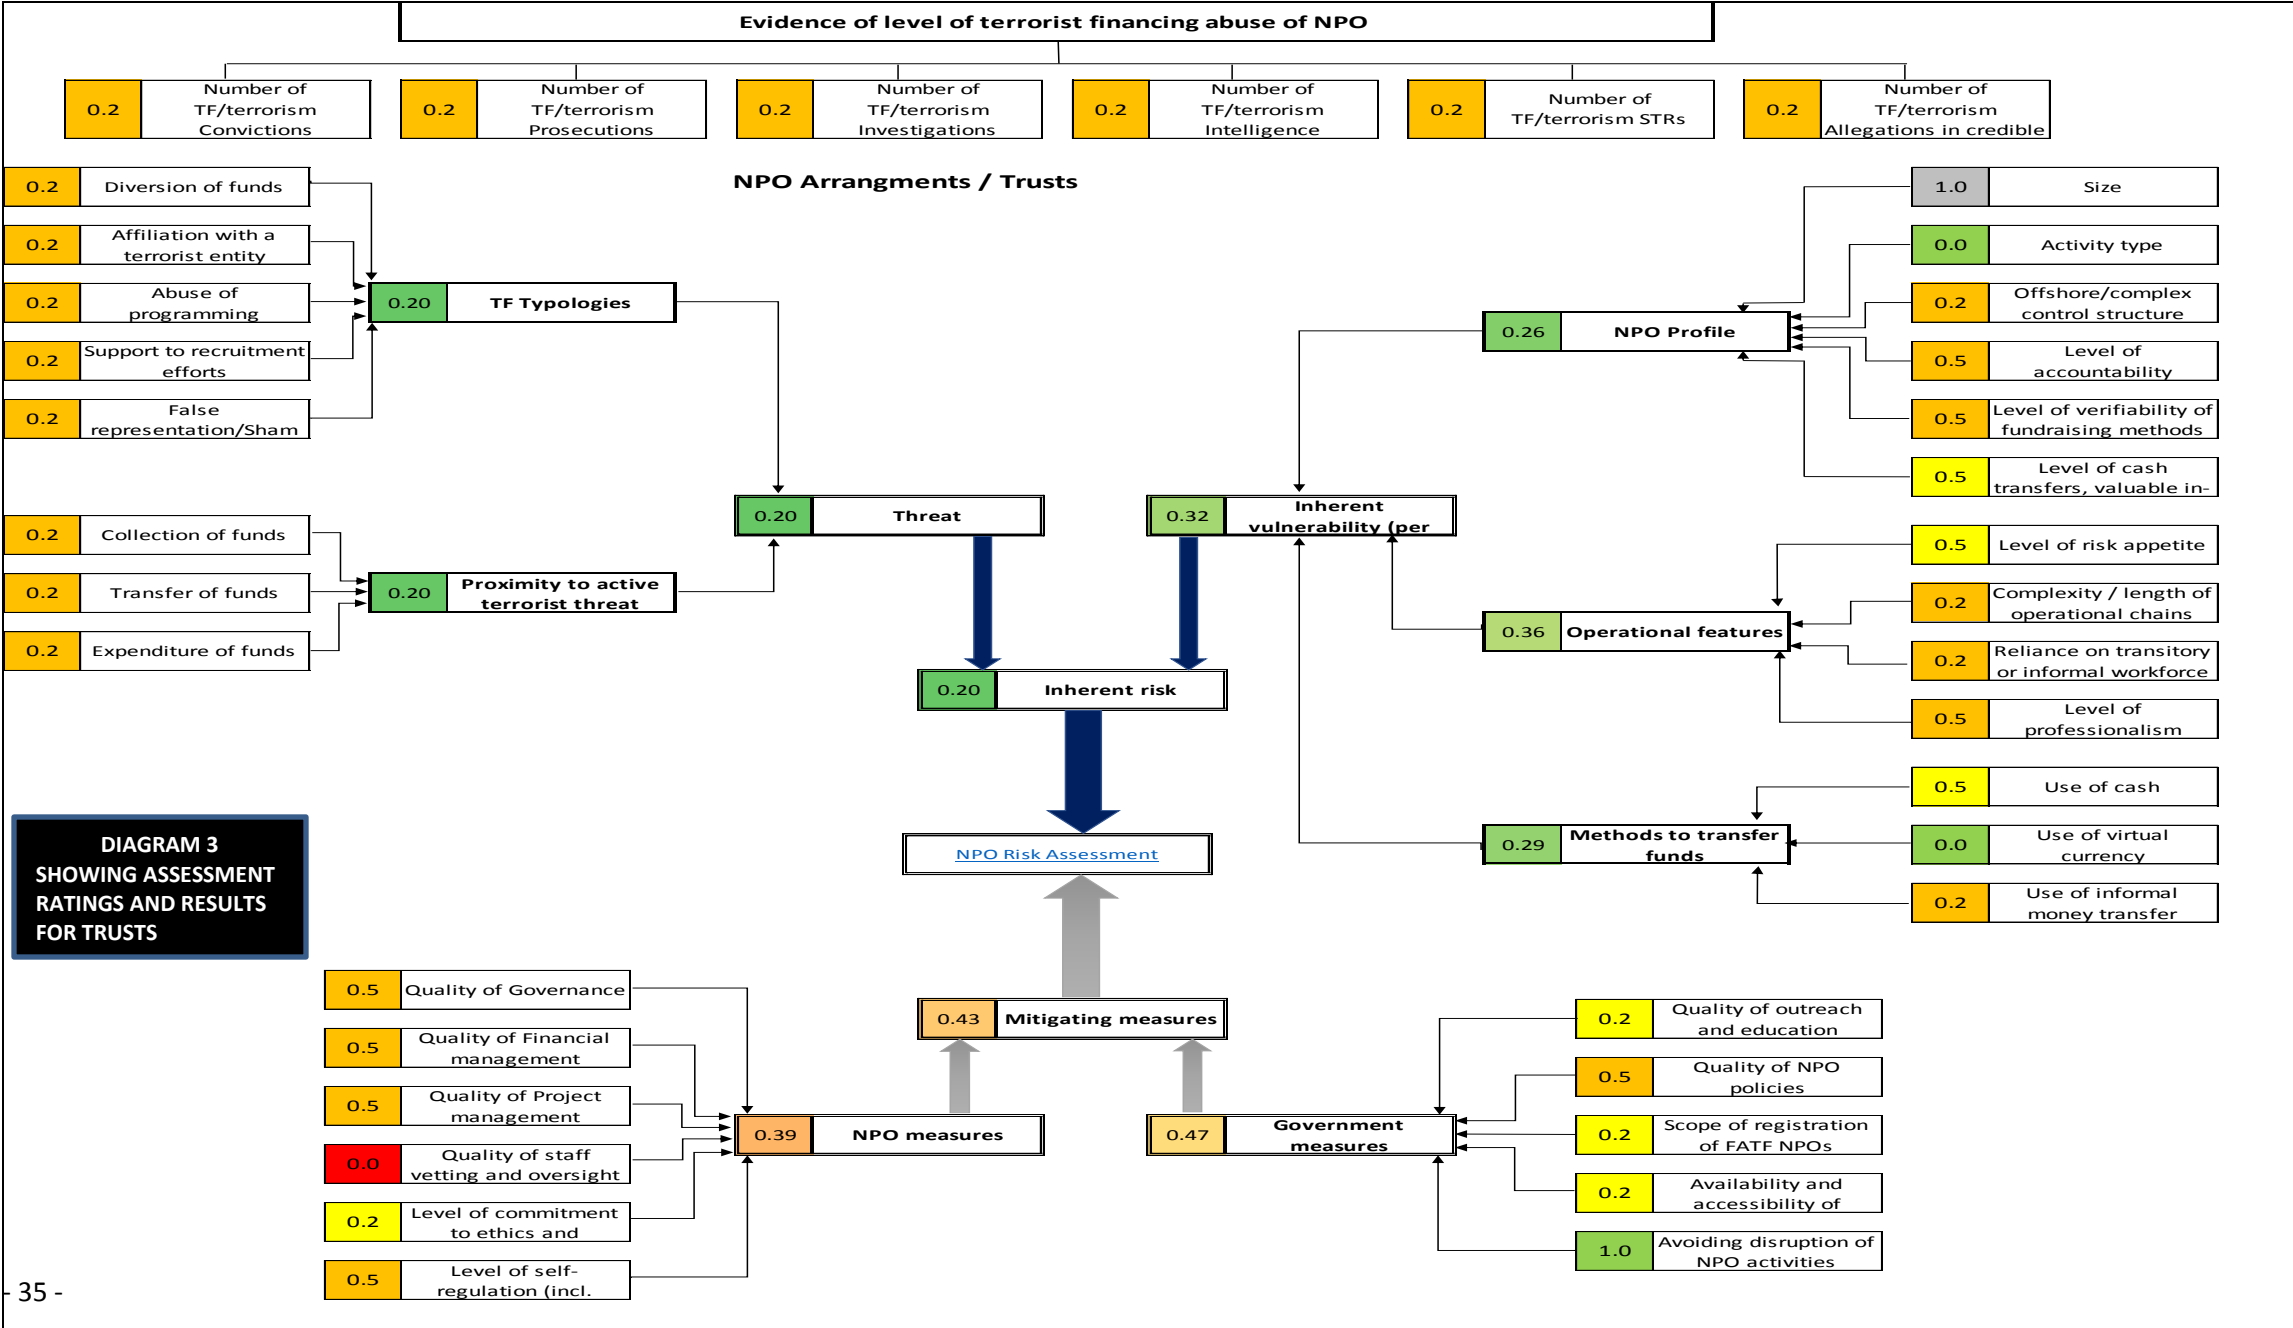 Evidence of level of terrorist financing abuse of NPO
0.2
Number of
TF/terrorism
Convictions
0.2
Number of
TF/terrorism
Prosecutions
0.2
Number of
TF/terrorism
Investigations
0.2
Number of
TF/terrorism
Intelligence
0.2
Number of
TF/terrorism STRs
0.2
Number of
TF/terrorism
Allegations in credible
NPO Arrangments / Trusts
0.2
Diversion of funds
0.2
Affiliation with a
terrorist entity
0.2
Abuse of
programming
0.2
Support to recruitment
efforts
0.2
False
representation/Sham
0.20
TF Typologies
0.2
Collection of funds
0.2
Transfer of funds
0.2
Expenditure of funds
0.20
Proximity to active
terrorist threat
0.20
Threat
0.32
Inherent
vulnerability (per
0.20
Inherent risk
NPO Risk Assessment
1.0
Size
0.0
Activity type
0.2
Offshore/complex
control structure
0.5
Level of
accountability
0.5
Level of verifiability of
fundraising methods
0.5
Level of cash
transfers, valuable in-
0.26
NPO Profile
0.5
Level of risk appetite
0.2
Complexity / length of
operational chains
0.2
Reliance on transitory
or informal workforce
0.5
Level of
professionalism
0.36
Operational features
0.5
Use of cash
0.0
Use of virtual
currency
0.2
Use of informal
money transfer
0.29
Methods to transfer
funds
DIAGRAM 3
SHOWING ASSESSMENT
RATINGS AND RESULTS
FOR TRUSTS
0.43
Mitigating measures
0.5
Quality of Governance
0.5
Quality of Financial
management
0.5
Quality of Project
management
0.0
Quality of staff
vetting and oversight
0.2
Level of commitment
to ethics and
0.5
Level of self-
regulation (incl.
0.39
NPO measures
0.47
Government
measures
0.2
Quality of outreach
and education
0.5
Quality of NPO
policies
0.2
Scope of registration
of FATF NPOs
0.2
Availability and
accessibility of
1.0
Avoiding disruption of
NPO activities
- 35 -